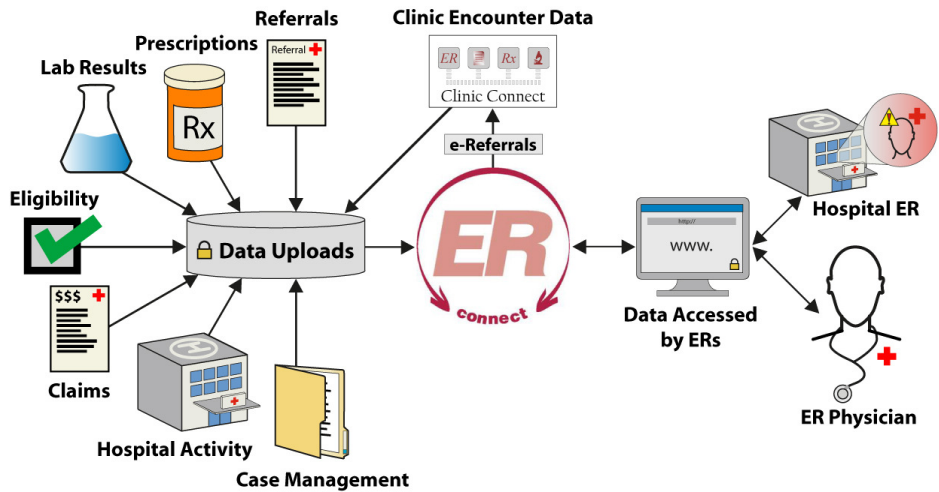 Referrals
Clinic Encounter Data
Prescriptions
Lab Results
Referral
ER
Rx
Clinic Connect
Rx
e-Referrals
Eligibility
Hospital ER
Data Uploads
ER
connect
http://
www.
$$$
Data Accessed
by ERs
Claims
ER Physician
Hospital Activity
Case Management
H
H
H